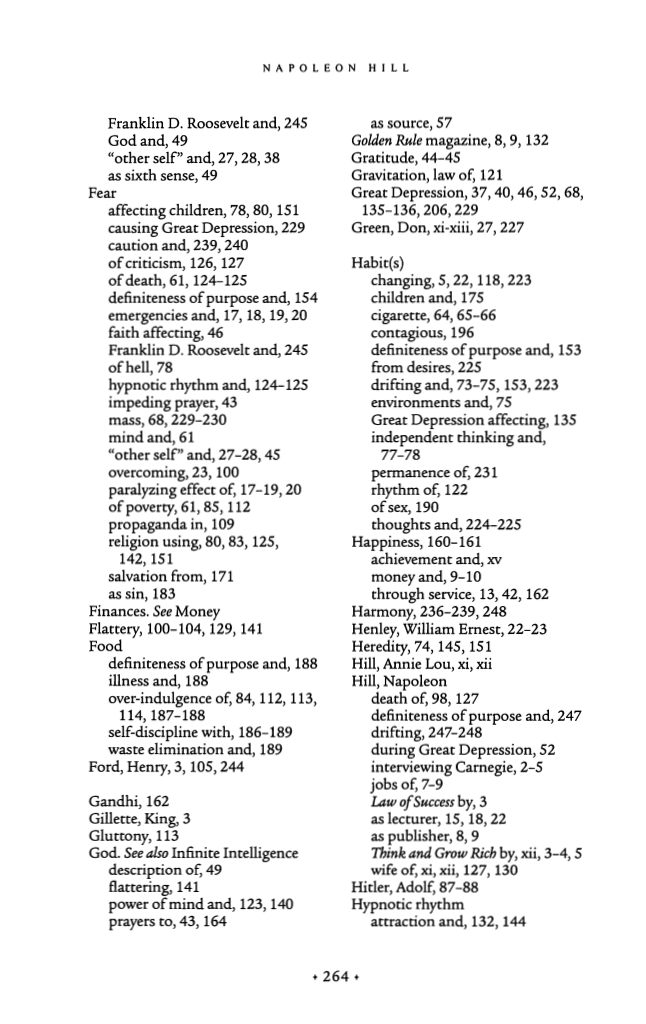 NAPOLEON HILL
Franklin D. Roosevelt and, 245
God and, 49
“other self” and, 27, 28, 38
as sixth sense, 49
Fear
affecting children, 78, 80, 151
causing Great Depression, 229
caution and, 239, 240
of criticism, 126, 127
of death, 61, 124–125
definiteness of purpose and, 154
emergencies and, 17, 18, 19, 20
faith affecting, 46
Franklin D. Roosevelt and, 245
of hell, 78
hypnotic rhythm and, 124–125
impeding prayer, 43
mass, 68, 229–230
mind and, 61
“other self” and, 27–28, 45
overcoming, 23, 100
paralyzing effect of, 17–19, 20
of poverty, 61, 85, 112
propaganda in, 109
religion using, 80, 83, 125,
142, 151
salvation from, 171
as sin, 183
Finances. See Money
Flattery, 100–104, 129, 141
Food
definiteness of purpose and, 188
illness and, 188
over-indulgence of, 84, 112, 113,
114, 187–188
self-discipline with, 186–189
waste elimination and, 189
Ford, Henry, 3, 105, 244
Gandhi, 162
Gillette, King, 3
Gluttony, 113
God. See also Infinite Intelligence
description of, 49
flattering, 141
power of mind and, 123, 140
prayers to, 43, 164
as source, 57
Golden Rule magazine, 8, 9, 132
Gratitude, 44–45
Gravitation, law of, 121
Great Depression, 37, 40, 46, 52, 68,
135–136, 206, 229
Green, Don, xi-xiii, 27, 227
Habit(s)
changing, 5, 22, 118, 223
children and, 175
cigarette, 64, 65–66
contagious, 196
definiteness of purpose and, 153
from desires, 225
drifting and, 73–75, 153, 223
environments and, 75
Great Depression affecting, 135
independent thinking and,
77–78
permanence of, 231
rhythm of, 122
of sex, 190
thoughts and, 224–225
Happiness, 160–161
achievement and, xv
money and, 9–10
through service, 13, 42, 162
Harmony, 236–239, 248
Henley, William Ernest, 22–23
Heredity, 74, 145, 151
Hill, Annie Lou, xi, xii
Hill, Napoleon
death of, 98, 127
definiteness of purpose and, 247
drifting, 247–248
during Great Depression, 52
interviewing Carnegie, 2–5
jobs of, 7–9
Law of Success by, 3
as lecturer, 15, 18, 22
as publisher, 8, 9
Think and Grow Rich by, xii, 3–4, 5
wife of, xi, xii, 127, 130
Hitler, Adolf, 87–88
Hypnotic rhythm
attraction and, 132, 144
• 264 •